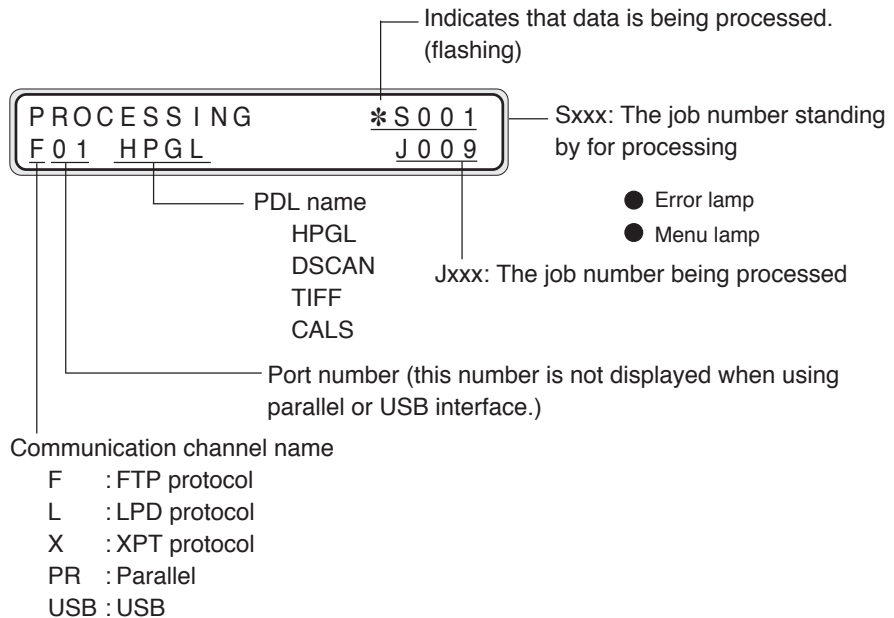 Indicates that data is being processed.
(flashing)
PROCESSING ✻S001
F01 HPGL J009
Sxxx: The job number standing
by for processing
PDL name
HPGL
DSCAN
TIFF
CALS
Error lamp
Menu lamp
Jxxx: The job number being processed
Port number (this number is not displayed when using
parallel or USB interface.)
Communication channel name
F : FTP protocol
L : LPD protocol
X : XPT protocol
PR : Parallel
USB : USB